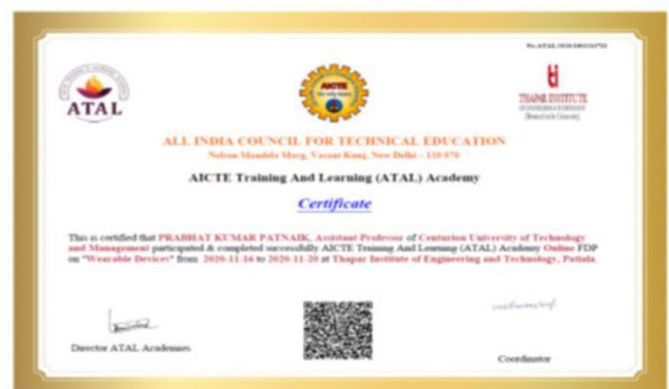 ATAL
AICTE
THAPAR INSTITUTE
ALL INDIA COUNCIL FOR TECHNICAL EDUCATION
Nelson Mandela Marg, Vasant Kunj, New Delhi – 110 070
AICTE Training And Learning (ATAL) Academy
Certificate
This is certified that PRABHAT KUMAR PATNAIK, Assistant Professor of Centurion University of Technology
and Management participated & completed successfully AICTE Training And Learning (ATAL) Academy Online FDP
on "Wearable Devices" from 2020-11-16 to 2020-11-20 at Thapar Institute of Engineering and Technology, Patiala.
Director ATAL Academies
Coordinator